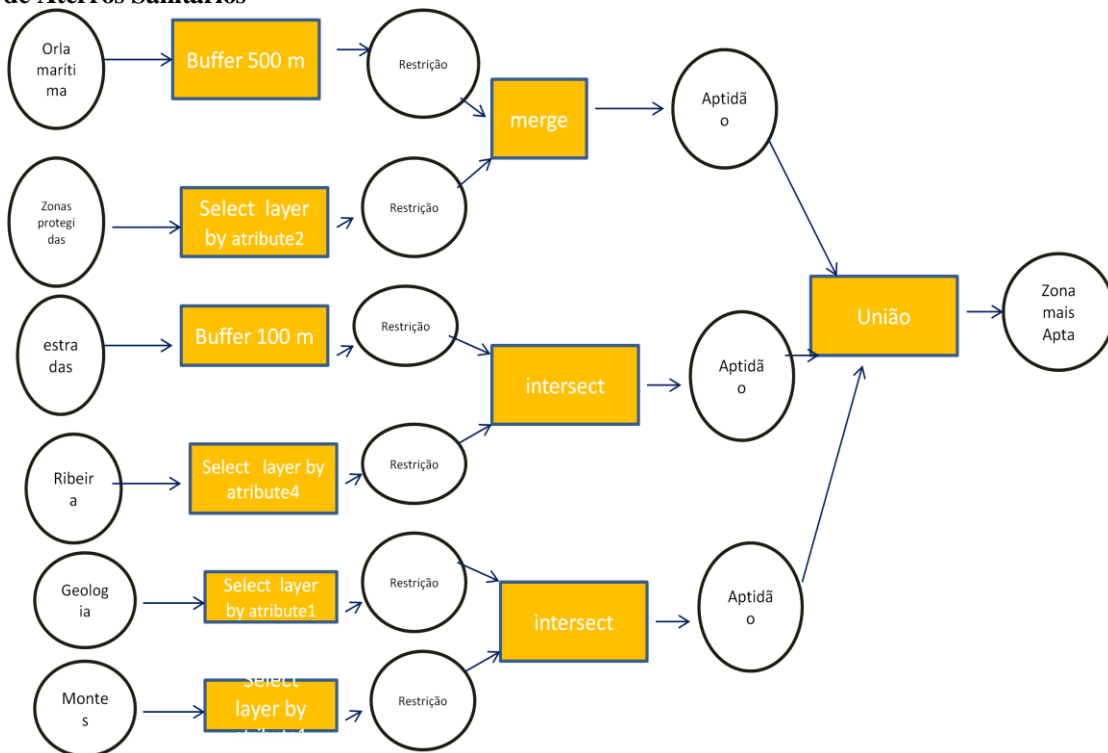 de Aterros Sanitários
Orla
maríti
ma
Buffer 500 m
Restrição
merge
Aptidã
o
Zonas
protegi
das
Select layer
by atribute2
Restrição
estra
das
Buffer 100 m
Restrição
intersect
Aptidã
o
União
Zona
mais
Apta
Ribeir
a
Select layer by
atribute4
Restrição
Geolog
ia
Select layer
by atribute1
Restrição
intersect
Aptidã
o
Monte
s
Select
layer by
Restrição